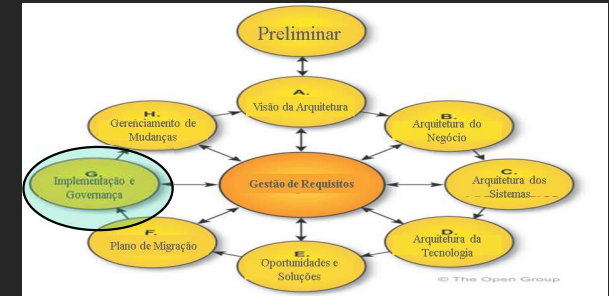 Preliminar
A.
Visão da Arquitetura
B.
Arquitetura do
Negócio
C.
Arquitetura dos
Sistemas
D.
Arquitetura da
Tecnologia
E.
Oportunidades e
Soluções
F.
Plano de Migração
G.
Implementação e
Governança
H.
Gerenciamento de
Mudanças
Gestão de Requisitos
© The Open Group